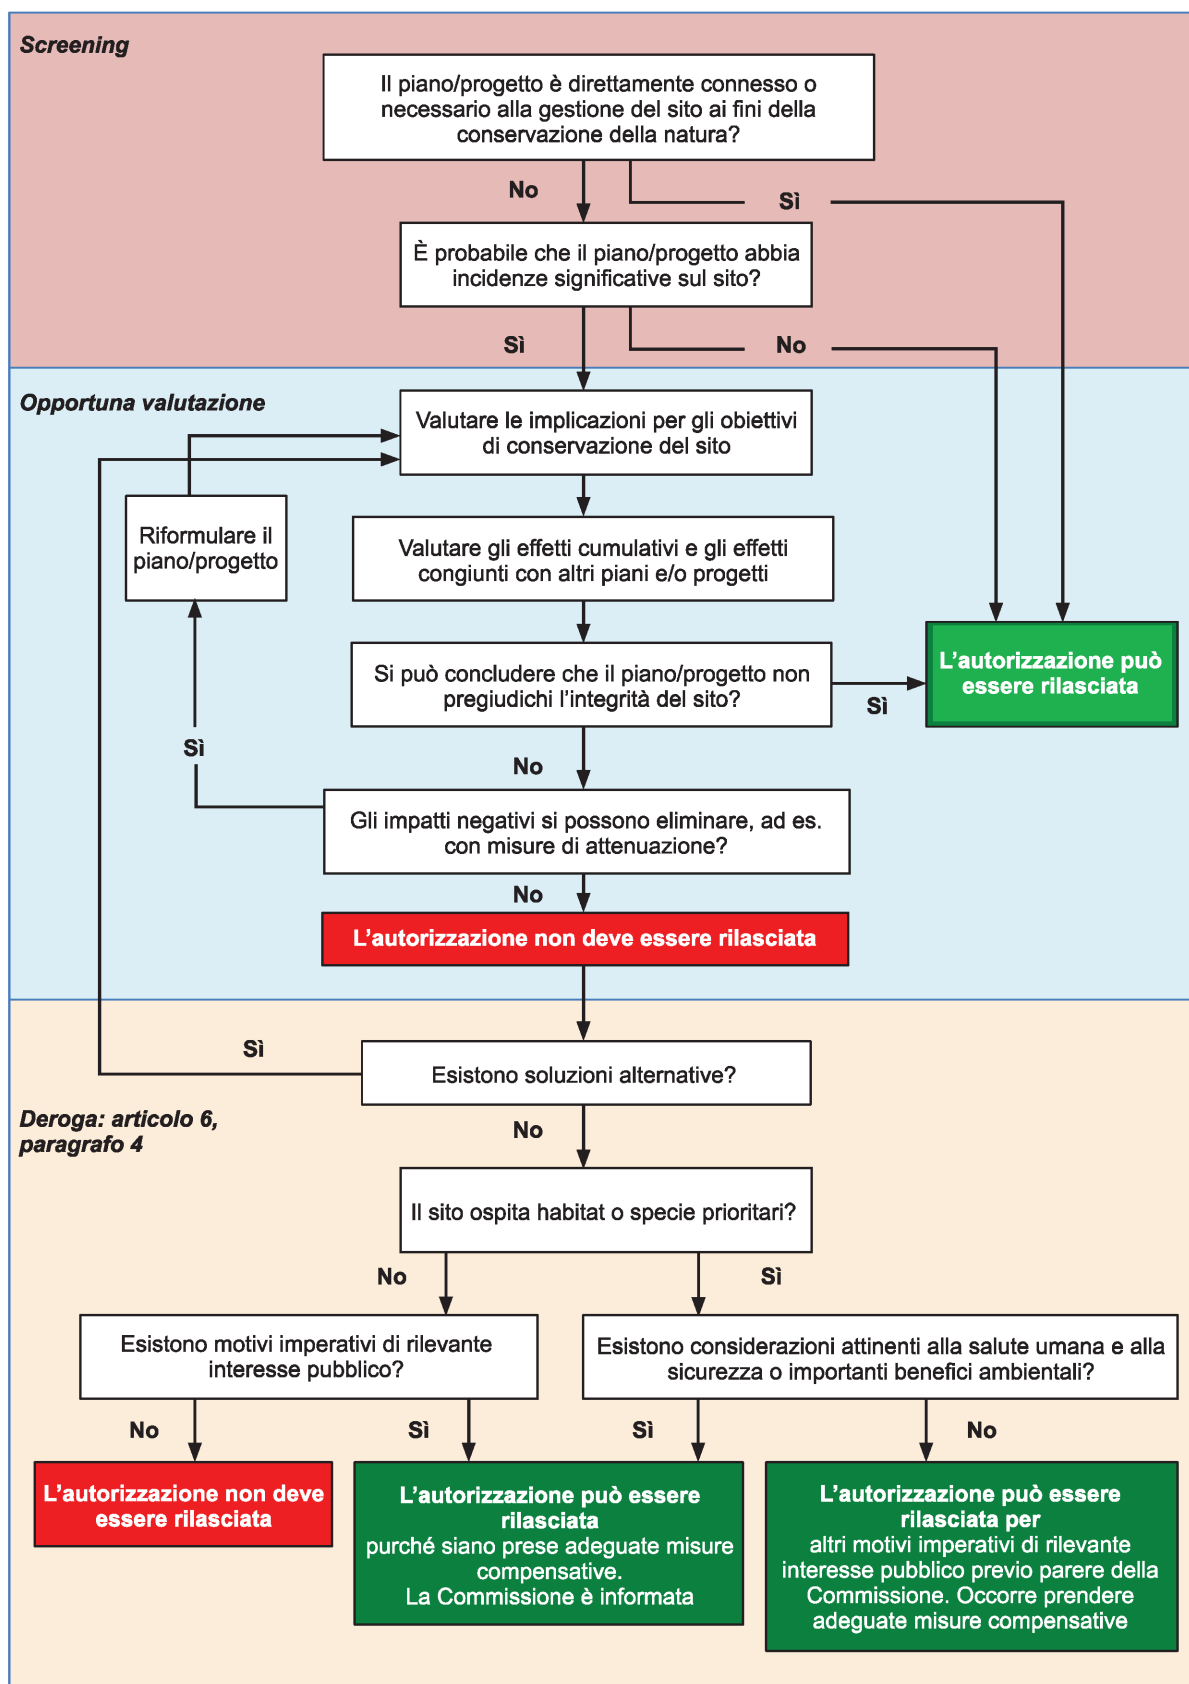 Screening
Il piano/progetto è direttamente connesso o
necessario alla gestione del sito ai fini della
conservazione della natura?
No
Sì
È probabile che il piano/progetto abbia
incidenze significative sul sito?
Sì
No
Opportuna valutazione
Valutare le implicazioni per gli obiettivi
di conservazione del sito
Riformulare il
piano/progetto
Valutare gli effetti cumulativi e gli effetti
congiunti con altri piani e/o progetti
Si può concludere che il piano/progetto non
pregiudichi l’integrità del sito?
Sì
L’autorizzazione può
essere rilasciata
Sì
No
Gli impatti negativi si possono eliminare, ad es.
con misure di attenuazione?
No
L’autorizzazione non deve essere rilasciata
Sì
Esistono soluzioni alternative?
Deroga: articolo 6,
paragrafo 4
No
Il sito ospita habitat o specie prioritari?
No
Sì
Esistono motivi imperativi di rilevante
interesse pubblico?
Esistono considerazioni attinenti alla salute umana e alla
sicurezza o importanti benefici ambientali?
No
Sì
Sì
No
L’autorizzazione non deve
essere rilasciata
L’autorizzazione può essere
rilasciata
purché siano prese adeguate misure
compensative.
La Commissione è informata
L’autorizzazione può essere
rilasciata per
altri motivi imperativi di rilevante
interesse pubblico previo parere della
Commissione. Occorre prendere
adeguate misure compensative